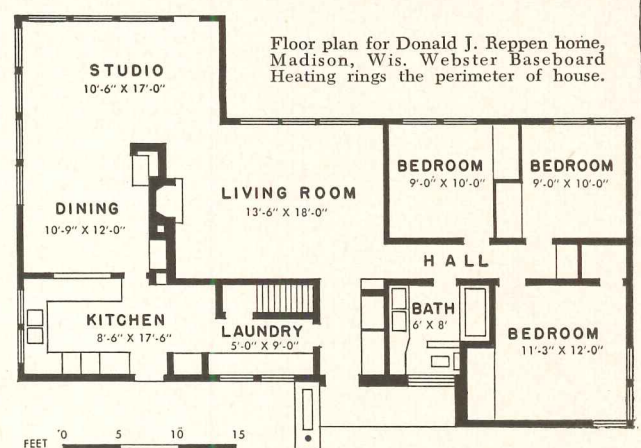 Floor plan for Donald J. Reppen home,
Madison, Wis. Webster Baseboard
Heating rings the perimeter of house.
STUDIO
10'-6" X 17'-0"
BEDROOM
9'-0" X 10'-0"
BEDROOM
9'-0" X 10'-0"
LIVING ROOM
13'-6" X 18'-0"
DINING
10'-9" X 12'-0"
HALL
KITCHEN
8'-6" X 17'-6"
LAUNDRY
5'-0" X 9'-0"
BATH
6' X 8'
BEDROOM
11'-3" X 12'-0"
FEET 0 5 10 15